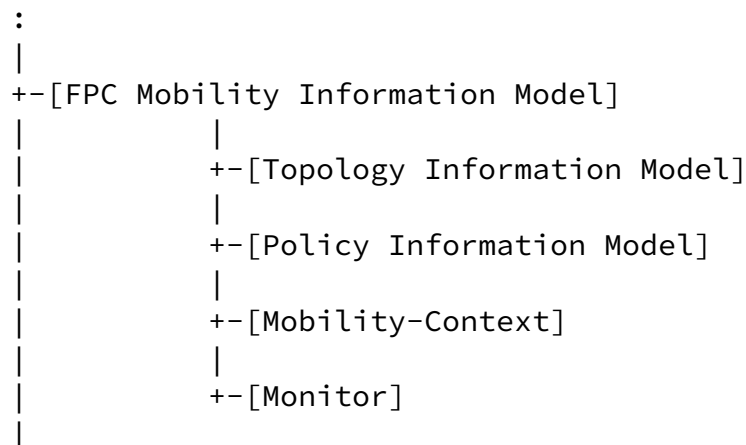 :
|
+-[FPC Mobility Information Model]
|          |
|          +-[Topology Information Model]
|          |
|          +-[Policy Information Model]
|          |
|          +-[Mobility-Context]
|          |
|          +-[Monitor]
|